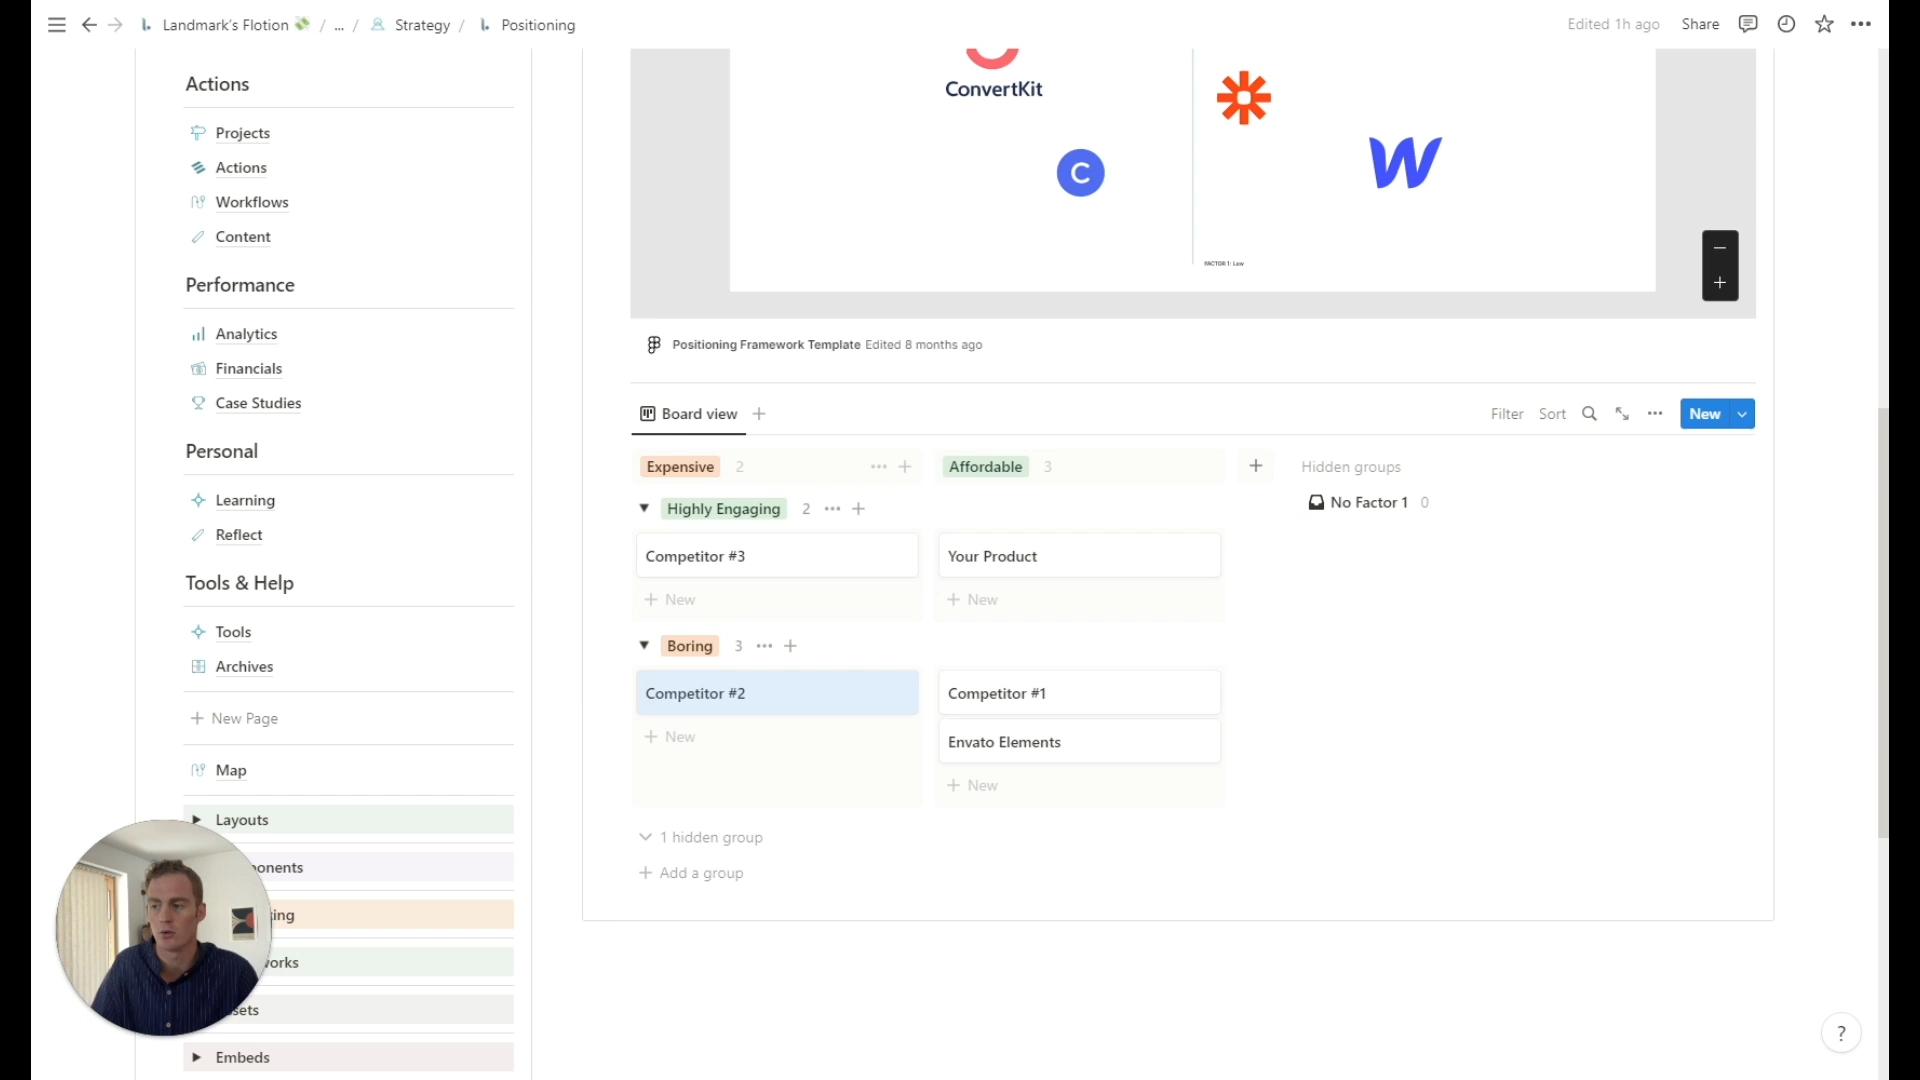 Landmark's Flotion / ... / Strategy / Positioning
Edited 1h ago Share
Actions
Projects
Actions
Workflows
Content
Performance
Analytics
Financials
Case Studies
Personal
Learning
Reflect
Tools & Help
Tools
Archives
New Page
Map
Layouts
ponents
ing
orks
sets
Embeds
ConvertKit
C
FACTOR 1: Low
Positioning Framework Template Edited 8 months ago
Board view
Filter Sort New
Expensive 2 Affordable 3 Hidden groups
No Factor 1 0
Highly Engaging 2
Competitor #3 Your Product
New New
Boring 3
Competitor #2 Competitor #1
New Envato Elements
New
1 hidden group
Add a group
?